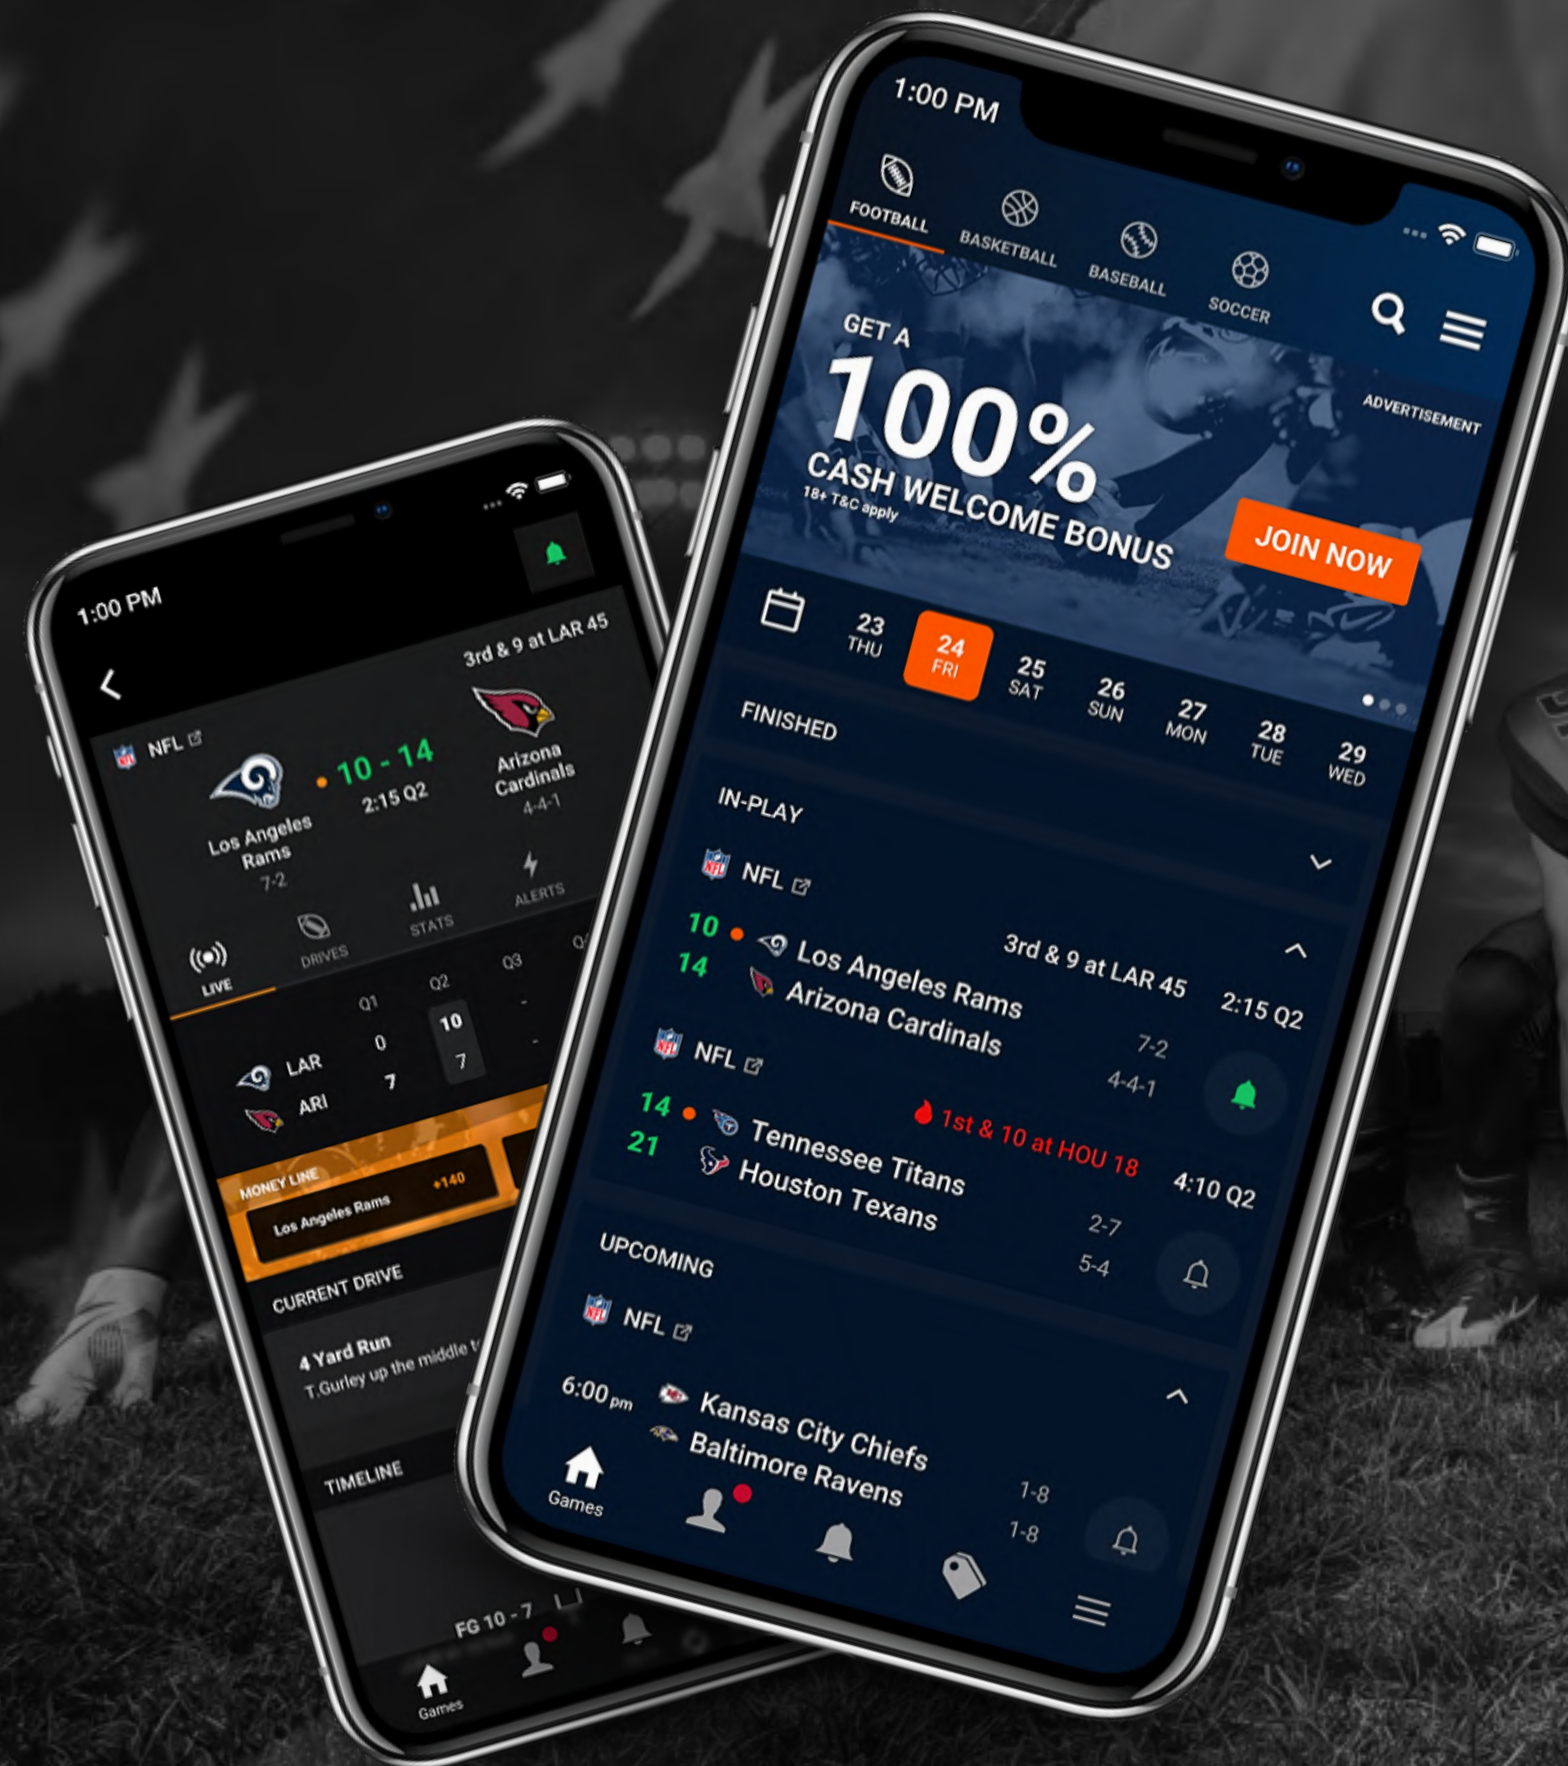 1:00 PM
FOOTBALL
BASKETBALL
BASEBALL
SOCCER
ADVERTISEMENT
GET A
100%
CASH WELCOME BONUS
18+ T&C apply
JOIN NOW
23 THU
24 FRI
25 SAT
26 SUN
27 MON
28 TUE
29 WED
FINISHED
IN-PLAY
NFL
3rd & 9 at LAR 45 2:15 Q2
10 Los Angeles Rams 7-2
14 Arizona Cardinals 4-4-1
NFL
1st & 10 at HOU 18 4:10 Q2
14 Tennessee Titans 2-7
21 Houston Texans 5-4
UPCOMING
NFL
6:00 pm Kansas City Chiefs 1-8
Baltimore Ravens 1-8
Games
1:00 PM
3rd & 9 at LAR 45
NFL
10 - 14
2:15 Q2
Los Angeles
Rams
7-2
Arizona
Cardinals
4-4-1
LIVE
DRIVES
STATS
ALERTS
Q1 Q2 Q3
LAR 0 10 -
ARI 7 7 -
MONEY LINE
Los Angeles Rams +140
CURRENT DRIVE
4 Yard Run
T.Gurley up the middle
TIMELINE
FG 10 - 7
Games